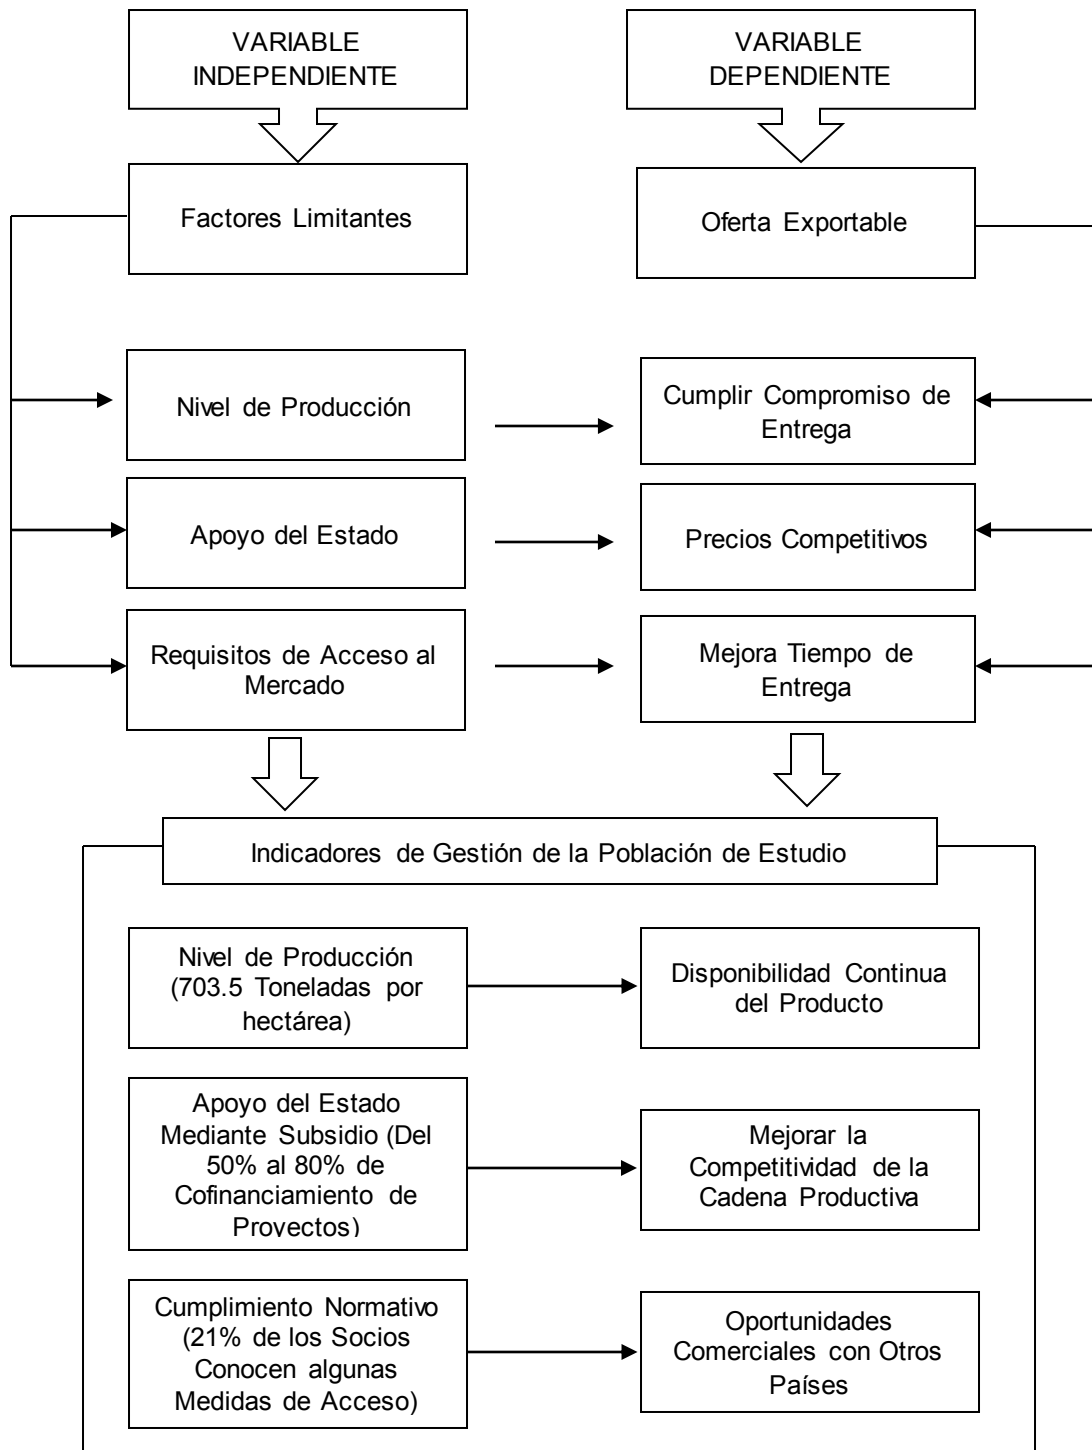 VARIABLE
INDEPENDIENTE
VARIABLE
DEPENDIENTE
Factores Limitantes
Oferta Exportable
Nivel de Producción
Cumplir Compromiso de
Entrega
Apoyo del Estado
Precios Competitivos
Requisitos de Acceso al
Mercado
Mejora Tiempo de
Entrega
Indicadores de Gestión de la Población de Estudio
Nivel de Producción
(703.5 Toneladas por
hectárea)
Disponibilidad Continua
del Producto
Apoyo del Estado
Mediante Subsidio (Del
50% al 80% de
Cofinanciamiento de
Proyectos)
Mejorar la
Competitividad de la
Cadena Productiva
Cumplimiento Normativo
(21% de los Socios
Conocen algunas
Medidas de Acceso)
Oportunidades
Comerciales con Otros
Países